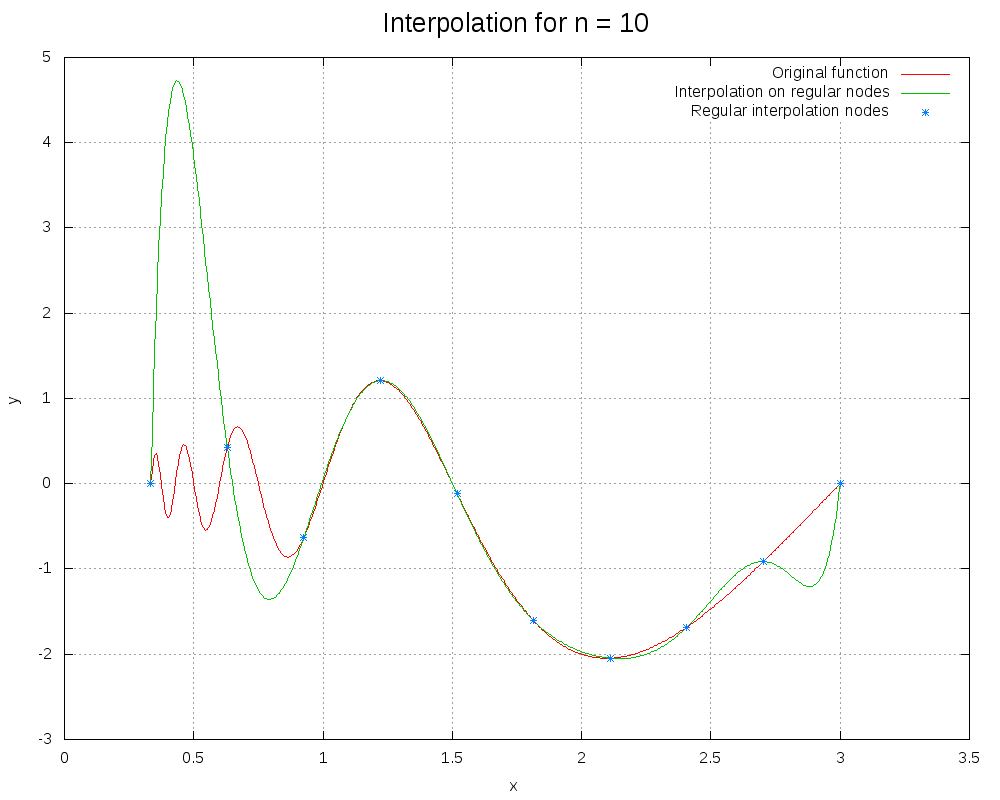 Interpolation for n = 10
Original function
Interpolation on regular nodes
Regular interpolation nodes
5
4
3
2
1
0
-1
-2
-3
y
0
0.5
1
1.5
2
2.5
3
3.5
x